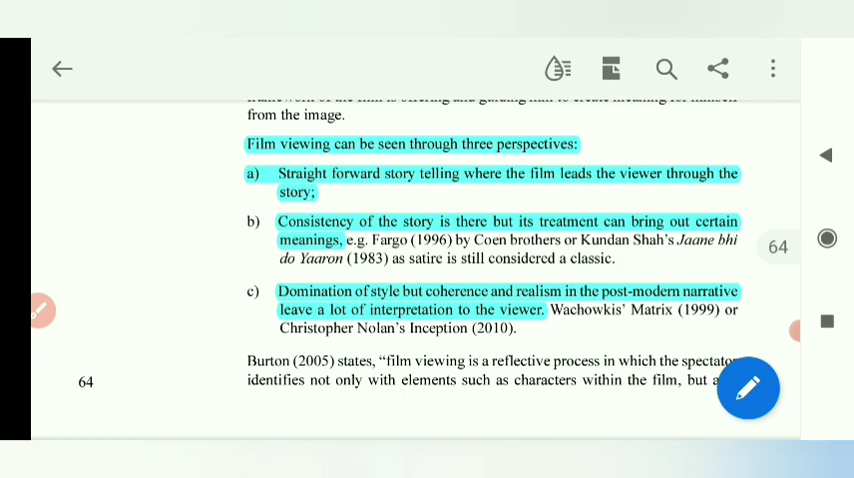 from the image.
Film viewing can be seen through three perspectives:
a) Straight forward story telling where the film leads the viewer through the
story;
b) Consistency of the story is there but its treatment can bring out certain
meanings, e.g. Fargo (1996) by Coen brothers or Kundan Shah's Jaane bhi
do Yaaron (1983) as satire is still considered a classic.
64
c) Domination of style but coherence and realism in the post-modern narrative
leave a lot of interpretation to the viewer. Wachowkis' Matrix (1999) or
Christopher Nolan's Inception (2010).
Burton (2005) states, "film viewing is a reflective process in which the
64
identifies not only with elements such as characters within the film, but